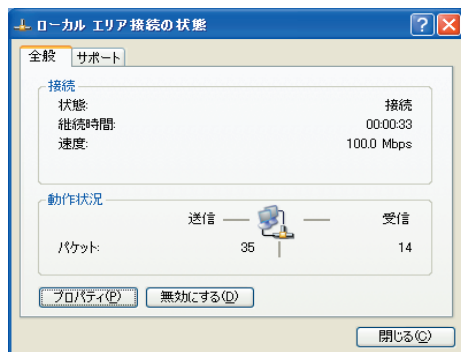 ローカル エリア接続の状態
全般 サポート
接続
状態: 接続
継続時間: 00:00:33
速度: 100.0 Mbps
動作状況
送信 受信
パケット: 35 14
プロパティ(P) 無効にする(D)
閉じる(C)